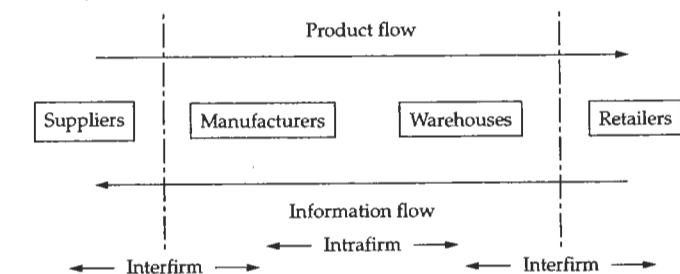 Product flow
Suppliers
Manufacturers
Warehouses
Retailers
Information flow
Intrafirm
Interfirm
Interfirm